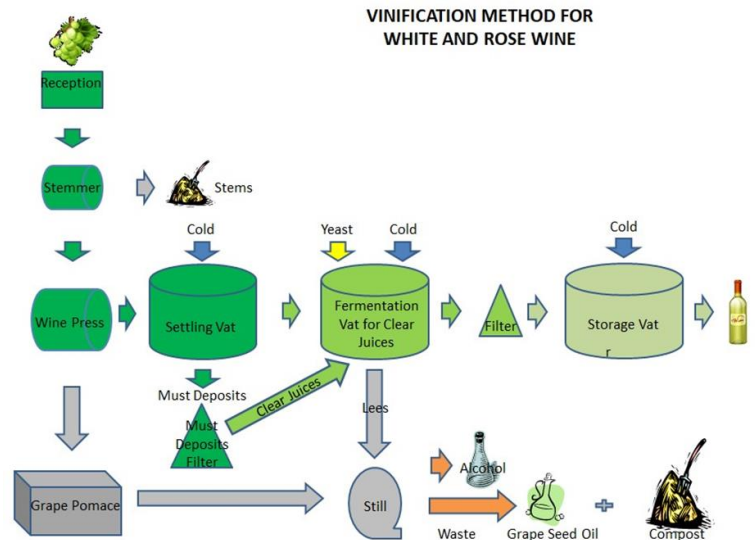 VINIFICATION METHOD FOR
WHITE AND ROSE WINE
Reception
Stemmer
Stems
Cold
Yeast
Cold
Cold
Wine Press
Settling Vat
Fermentation
Vat for Clear
Juices
Filter
Storage Vat
r
Must Deposits
Clear Juices
Must
Deposits
Filter
Lees
Grape Pomace
Still
Alcohol
Waste
Grape Seed Oil
Compost